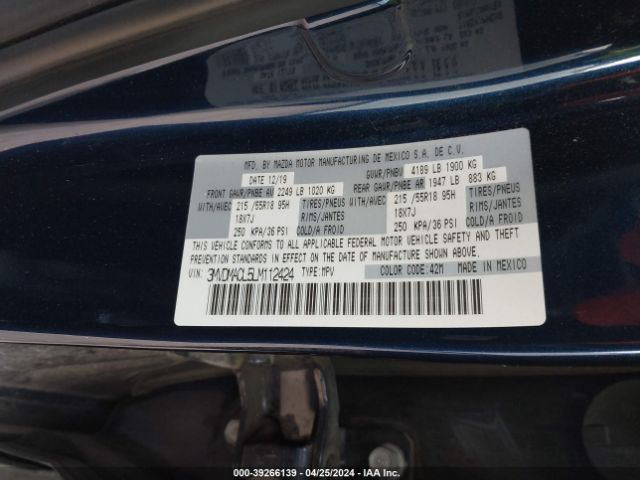 MFD. BY MAZDA MOTOR MANUFACTURING DE MEXICO S.A. DE C.V.
DATE 12/19 GVWR/PNBV 4189 LB 1900 KG
FRONT GAWR/PNBE AV 2249 LB 1020 KG REAR GAWR/PNBE AR 1947 LB 883 KG
WITH/AVEC 215 /55R18 95H TIRES/PNEUS WITH/AVEC 215 /55R18 95H TIRES/PNEUS
18X7J RIMS/JANTES 18X7J RIMS/JANTES
250 KPA/36 PSI COLD/A FROID 250 KPA/36 PSI COLD/A FROID
THIS VEHICLE CONFORMS TO ALL APPLICABLE FEDERAL MOTOR VEHICLE SAFETY AND THEFT
PREVENTION STANDARDS IN EFFECT ON THE DATE OF MANUFACTURE SHOWN ABOVE.
VIN: 3MVDMACL5LM112424 TYPE: MPV COLOR CODE: 42M MADE IN MEXICO
000-39266139 - 04/25/2024 - IAA Inc.